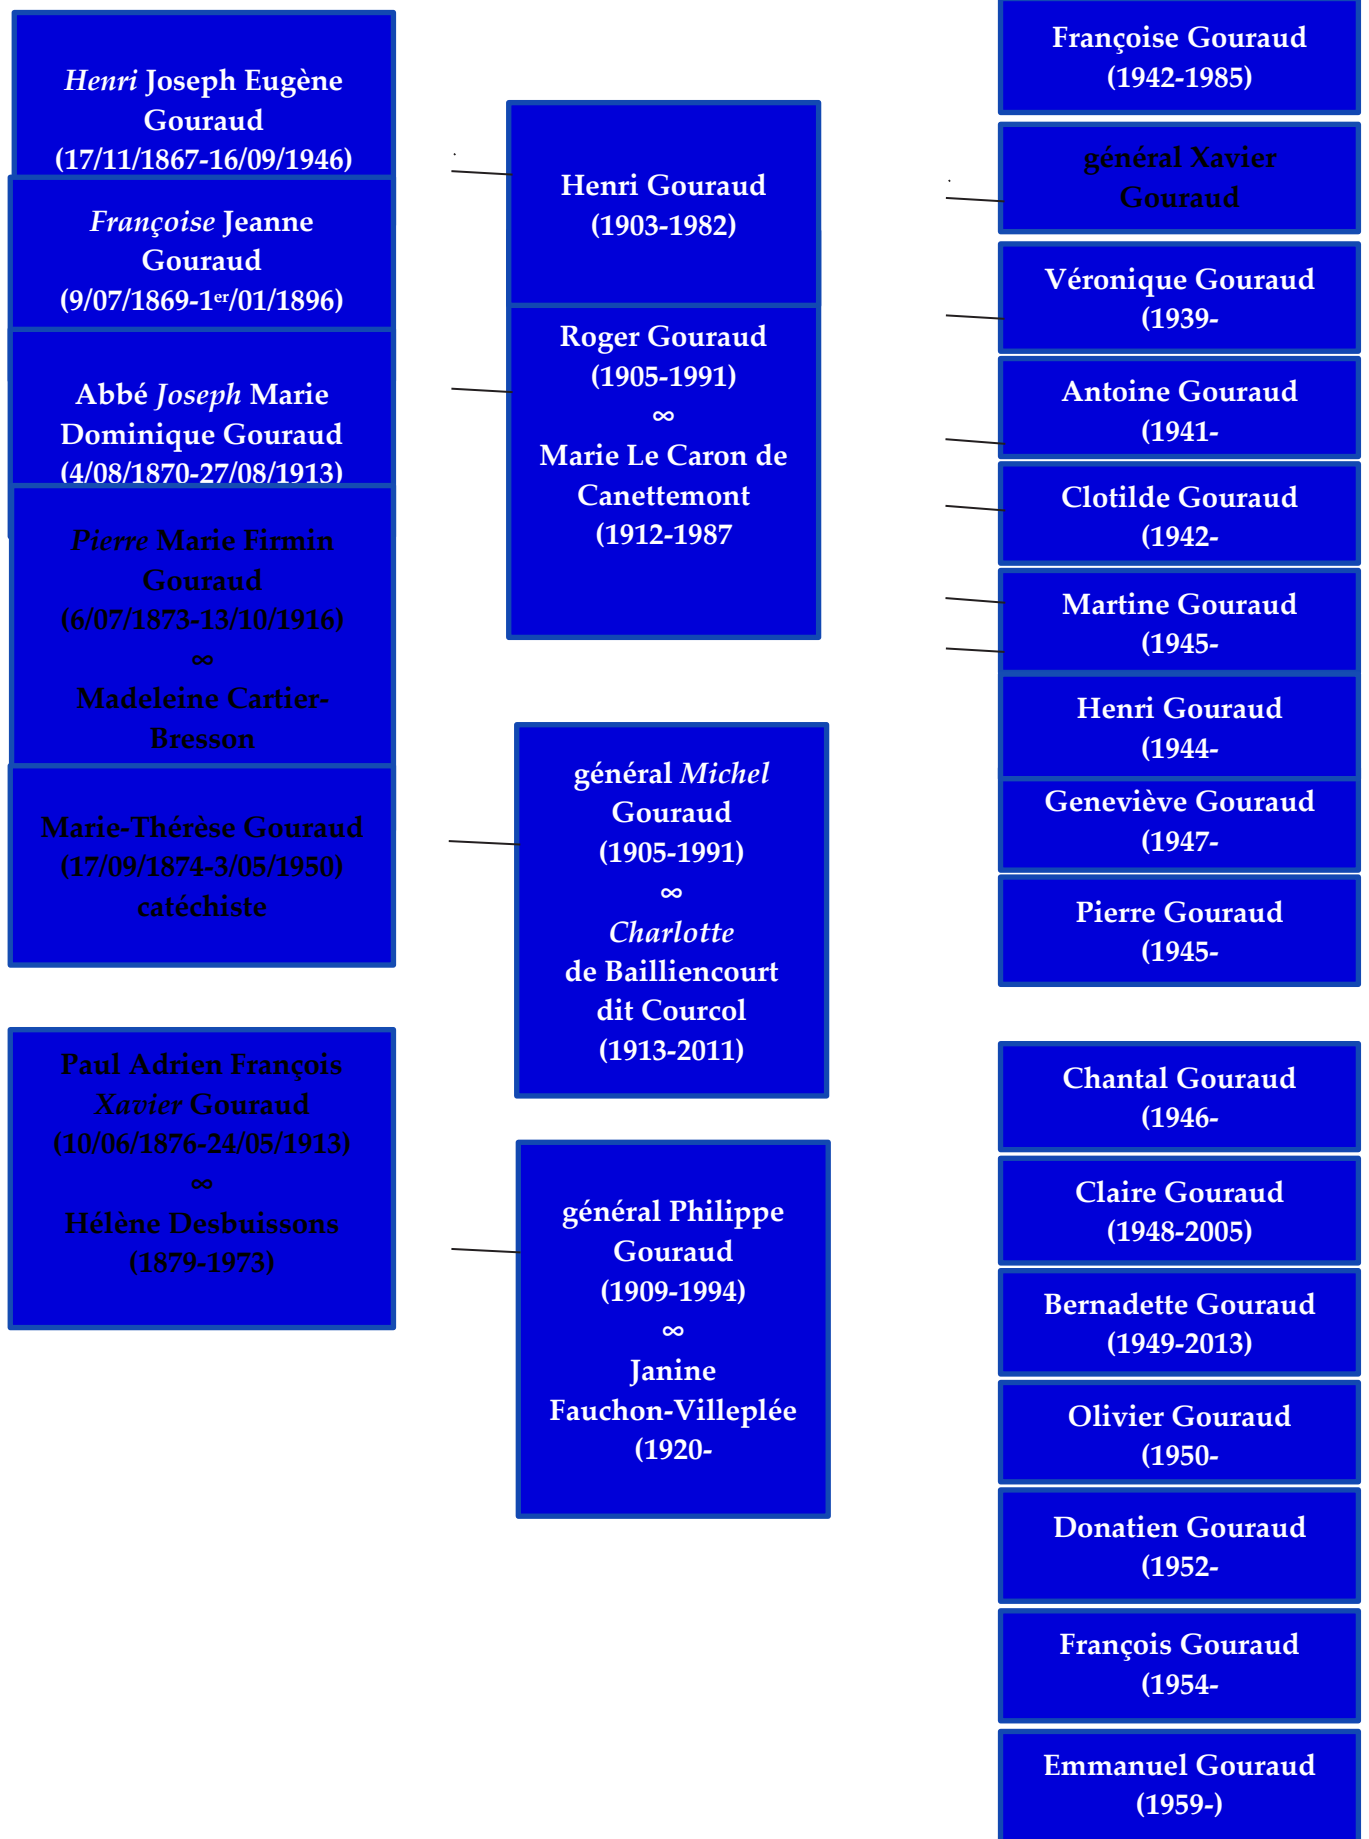 Henri Joseph Eugène
Gouraud
(17/11/1867-16/09/1946)
Françoise Jeanne
Gouraud
(9/07/1869-1er/01/1896)
Abbé Joseph Marie
Dominique Gouraud
(4/08/1870-27/08/1913)
Pierre Marie Firmin
Gouraud
(6/07/1873-13/10/1916)
∞
Madeleine Cartier-
Bresson
Marie-Thérèse Gouraud
(17/09/1874-3/05/1950)
catéchiste
Paul Adrien François
Xavier Gouraud
(10/06/1876-24/05/1913)
∞
Hélène Desbuissons
(1879-1973)
Henri Gouraud
(1903-1982)
Roger Gouraud
(1905-1991)
∞
Marie Le Caron de
Canettemont
(1912-1987
général Michel
Gouraud
(1905-1991)
∞
Charlotte
de Bailliencourt
dit Courcol
(1913-2011)
général Philippe
Gouraud
(1909-1994)
∞
Janine
Fauchon-Villeplée
(1920-
Françoise Gouraud
(1942-1985)
général Xavier
Gouraud
Véronique Gouraud
(1939-
Antoine Gouraud
(1941-
Clotilde Gouraud
(1942-
Martine Gouraud
(1945-
Henri Gouraud
(1944-
Geneviève Gouraud
(1947-
Pierre Gouraud
(1945-
Chantal Gouraud
(1946-
Claire Gouraud
(1948-2005)
Bernadette Gouraud
(1949-2013)
Olivier Gouraud
(1950-
Donatien Gouraud
(1952-
François Gouraud
(1954-
Emmanuel Gouraud
(1959-)